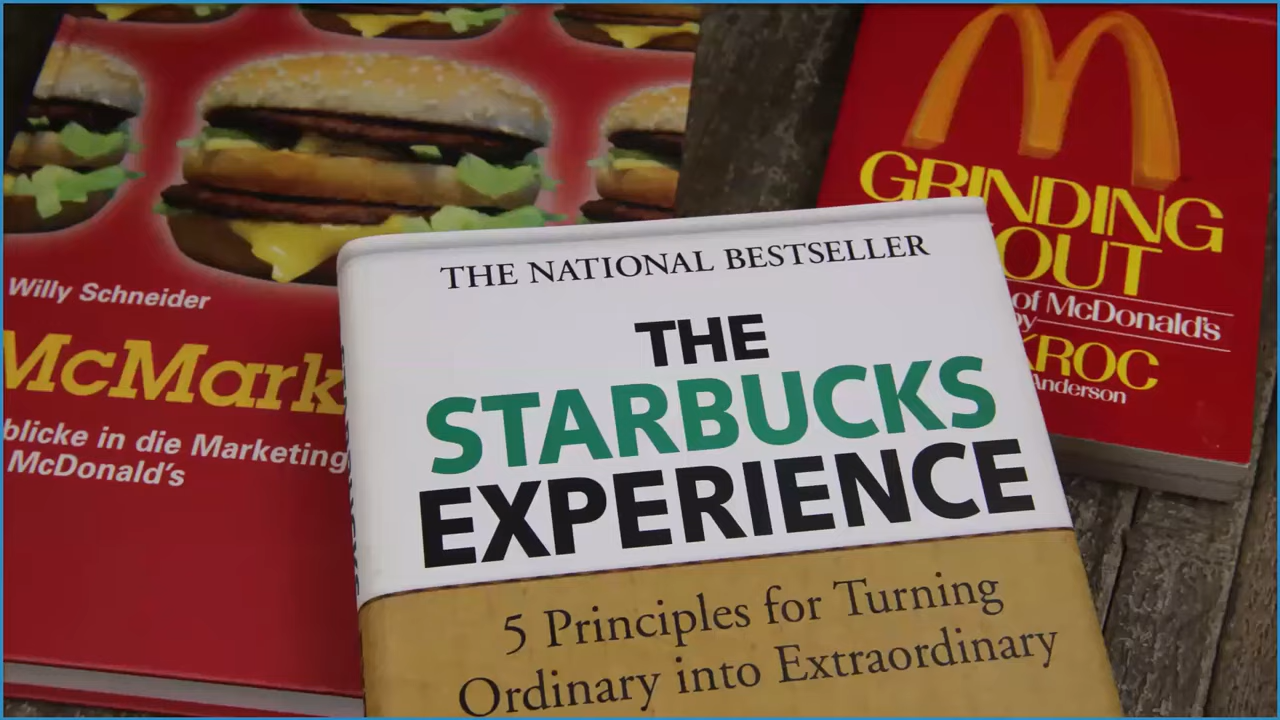 Willy Schneider
McMark
blicke in die Marketing
McDonald's
THE NATIONAL BESTSELLER
THE
STARBUCKS
EXPERIENCE
5 Principles for Turning
Ordinary into Extraordinary
GRINDING
OUT
of McDonald's
by
KROC
Anderson